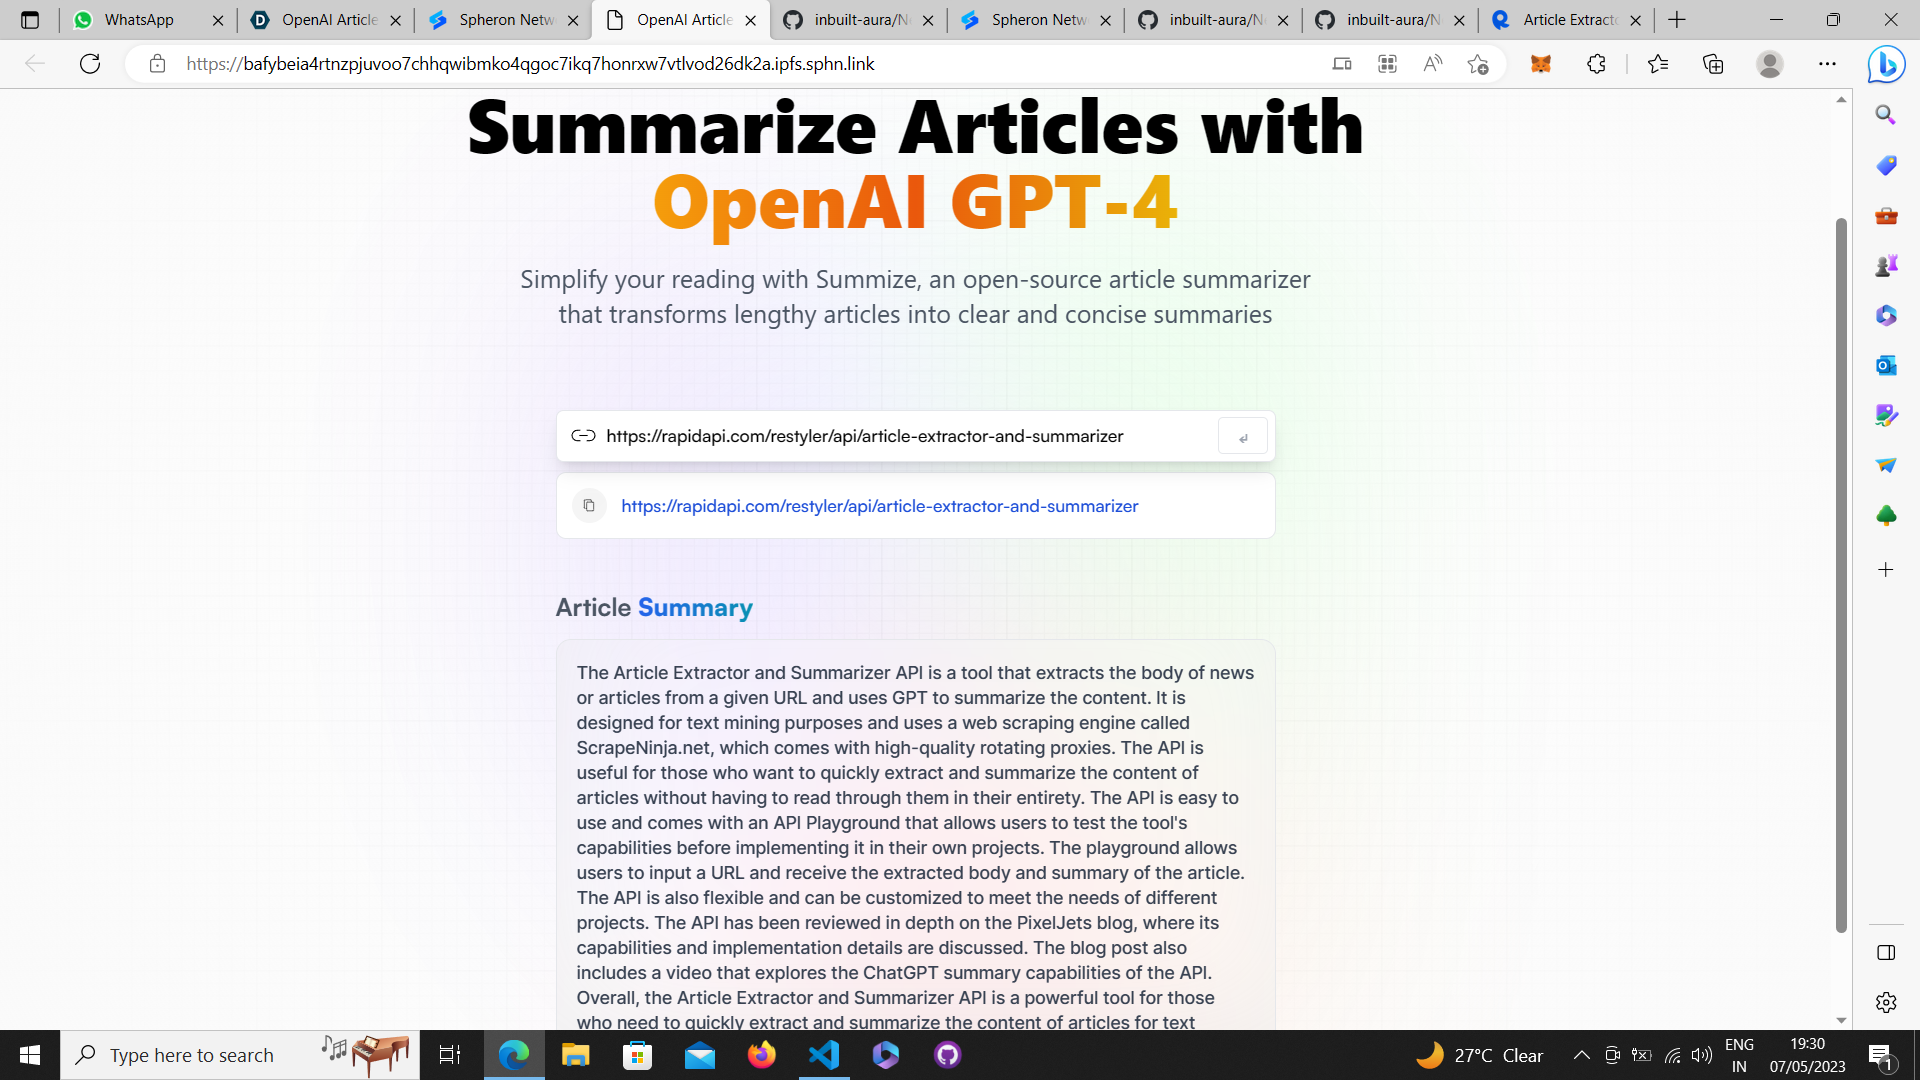 WhatsApp
OpenAI Article
Spheron Netw
OpenAI Article
inbuilt-aura/N
Spheron Netw
inbuilt-aura/N
inbuilt-aura/N
Article Extract
https://bafybeia4rtnzpjuvoo7chhqwibmko4qgoc7ikq7honrxw7vtlvod26dk2a.ipfs.sphn.link
Summarize Articles with
OpenAI GPT-4
Simplify your reading with Summize, an open-source article summarizer
that transforms lengthy articles into clear and concise summaries
https://rapidapi.com/restyler/api/article-extractor-and-summarizer
https://rapidapi.com/restyler/api/article-extractor-and-summarizer
Article Summary
The Article Extractor and Summarizer API is a tool that extracts the body of news
or articles from a given URL and uses GPT to summarize the content. It is
designed for text mining purposes and uses a web scraping engine called
ScrapeNinja.net, which comes with high-quality rotating proxies. The API is
useful for those who want to quickly extract and summarize the content of
articles without having to read through them in their entirety. The API is easy to
use and comes with an API Playground that allows users to test the tool's
capabilities before implementing it in their own projects. The playground allows
users to input a URL and receive the extracted body and summary of the article.
The API is also flexible and can be customized to meet the needs of different
projects. The API has been reviewed in depth on the PixelJets blog, where its
capabilities and implementation details are discussed. The blog post also
includes a video that explores the ChatGPT summary capabilities of the API.
Overall, the Article Extractor and Summarizer API is a powerful tool for those
who need to quickly extract and summarize the content of articles for text
Type here to search
27°C Clear
ENG
IN
19:30
07/05/2023
1